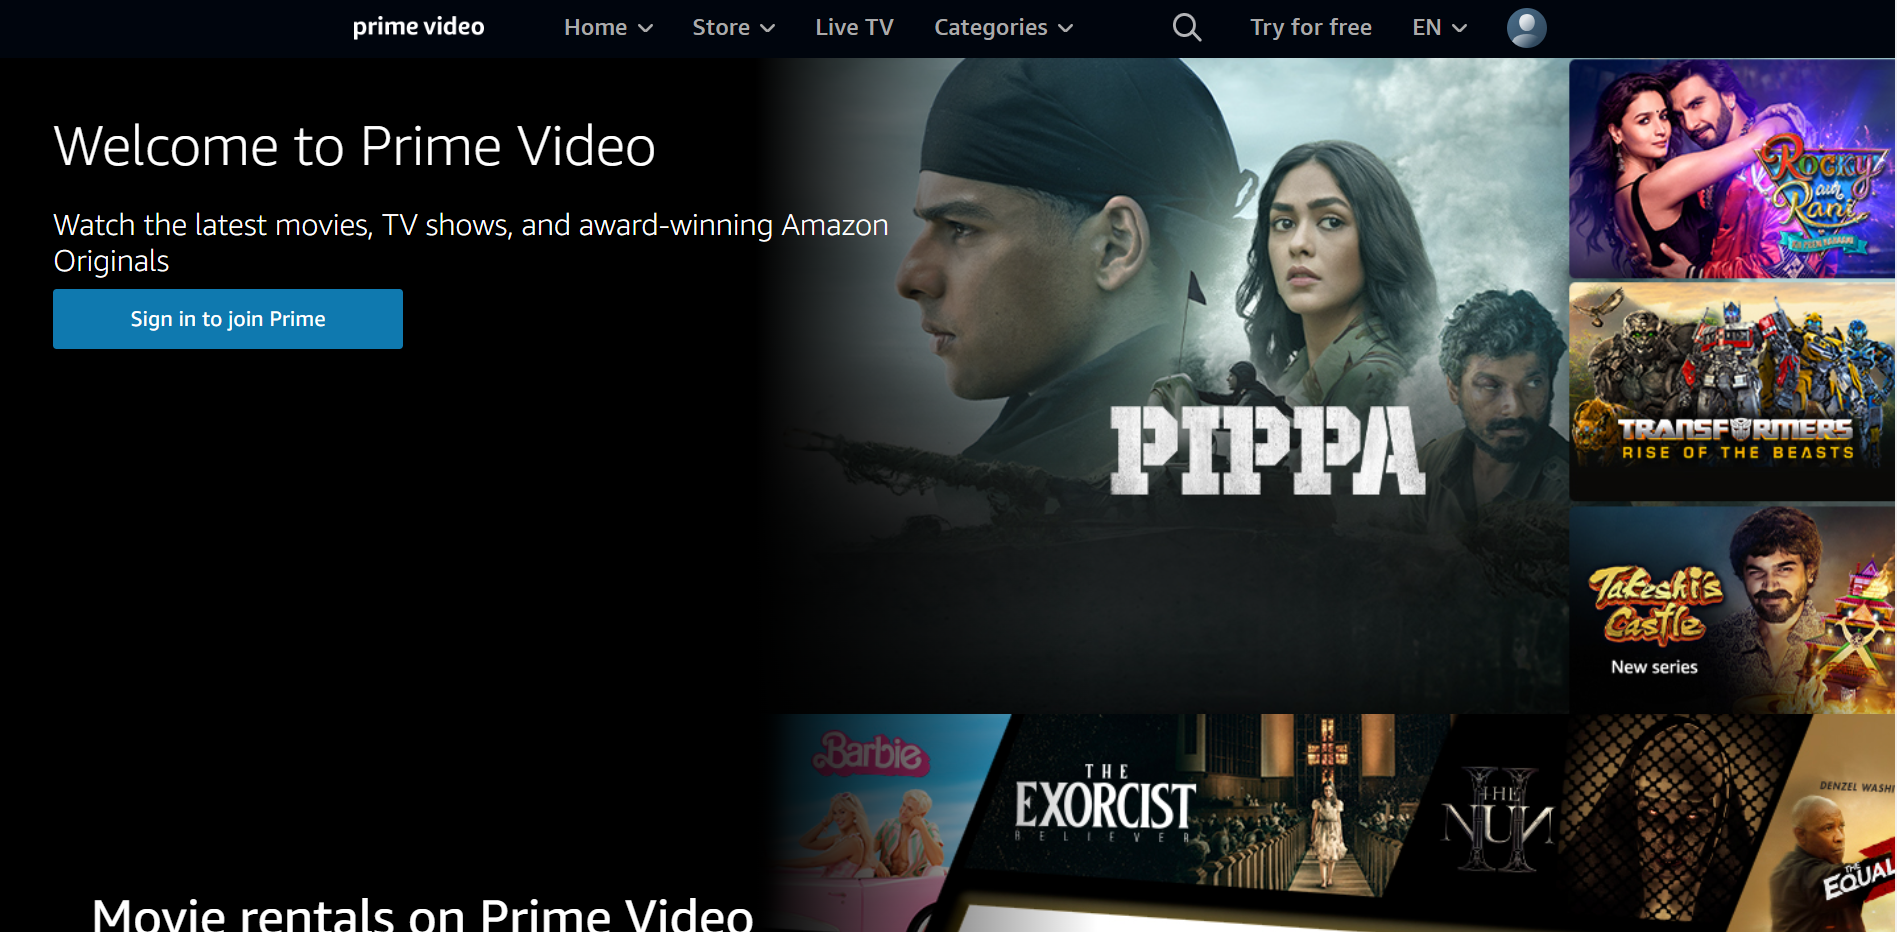 prime video
Home
Store
Live TV
Categories
Try for free
EN
Welcome to Prime Video
Watch the latest movies, TV shows, and award-winning Amazon
Originals
Sign in to join Prime
PIPPA
ROCKY
AUR
RANI
TRANSFORMERS
RISE OF THE BEASTS
Takeshi's
Castle
New series
Barbie
THE
EXORCIST
BELIEVER
THE
NUN
II
DENZEL WASHI
THE
EQUAL
Movie rentals on Prime Video